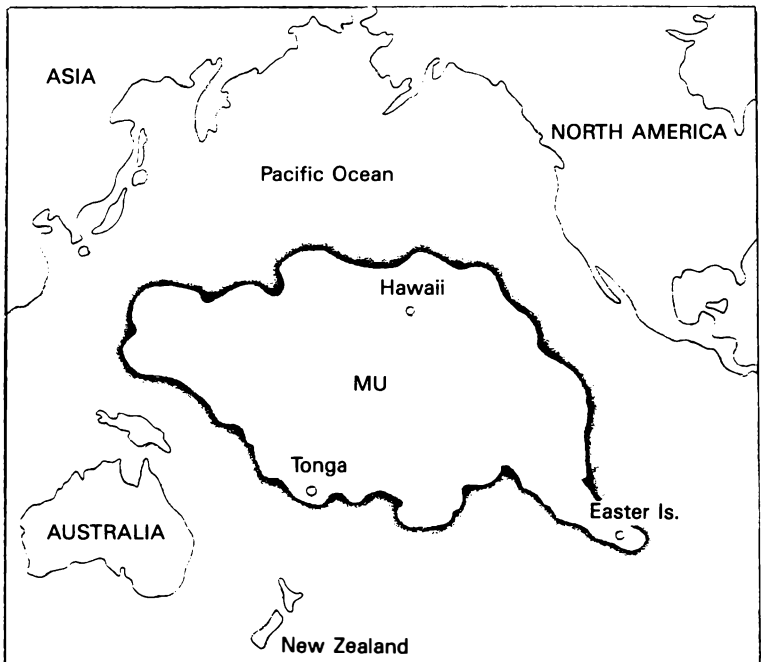 ASIA
NORTH AMERICA
Pacific Ocean
Hawaii
MU
Tonga
Easter Is.
AUSTRALIA
New Zealand